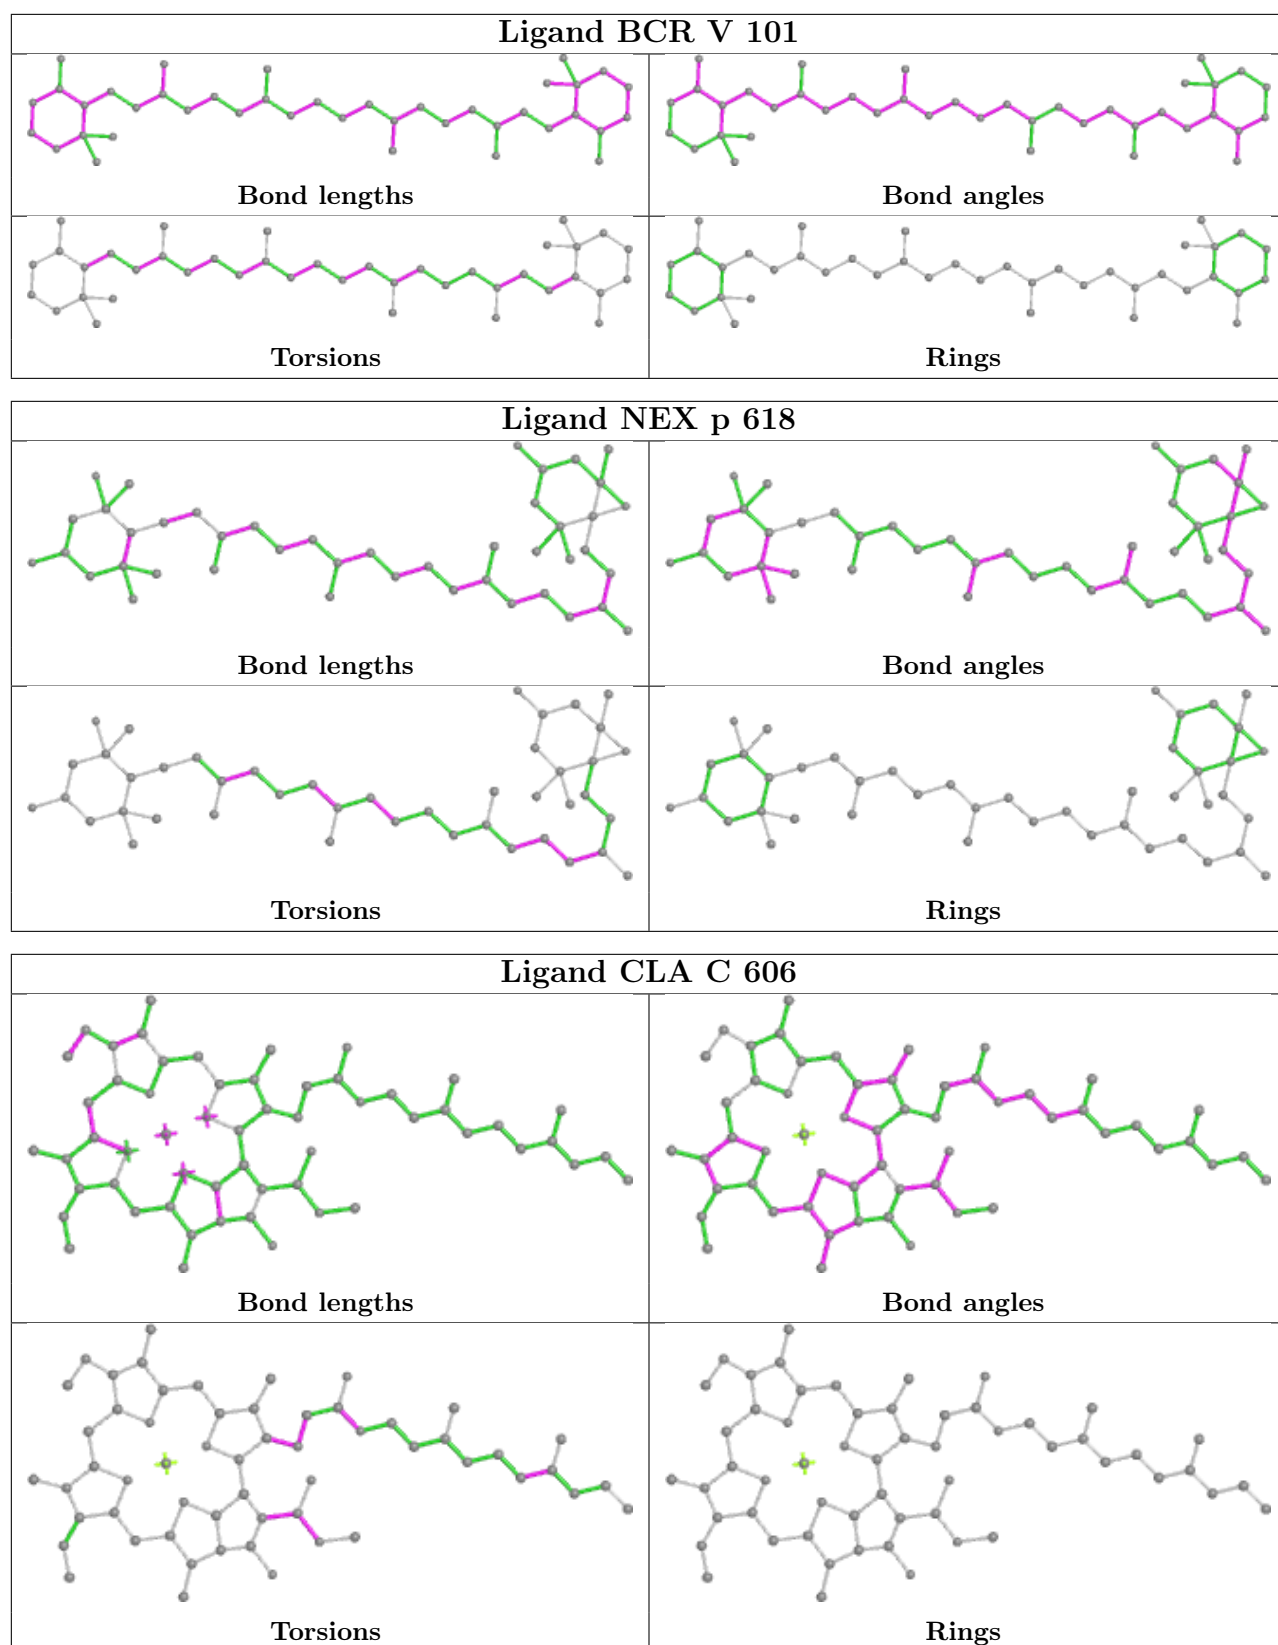 Ligand BCR V 101
Bond lengths
Bond angles
Torsions
Rings
Ligand NEX p 618
Bond lengths
Bond angles
Torsions
Rings
Ligand CLA C 606
Bond lengths
Bond angles
Torsions
Rings